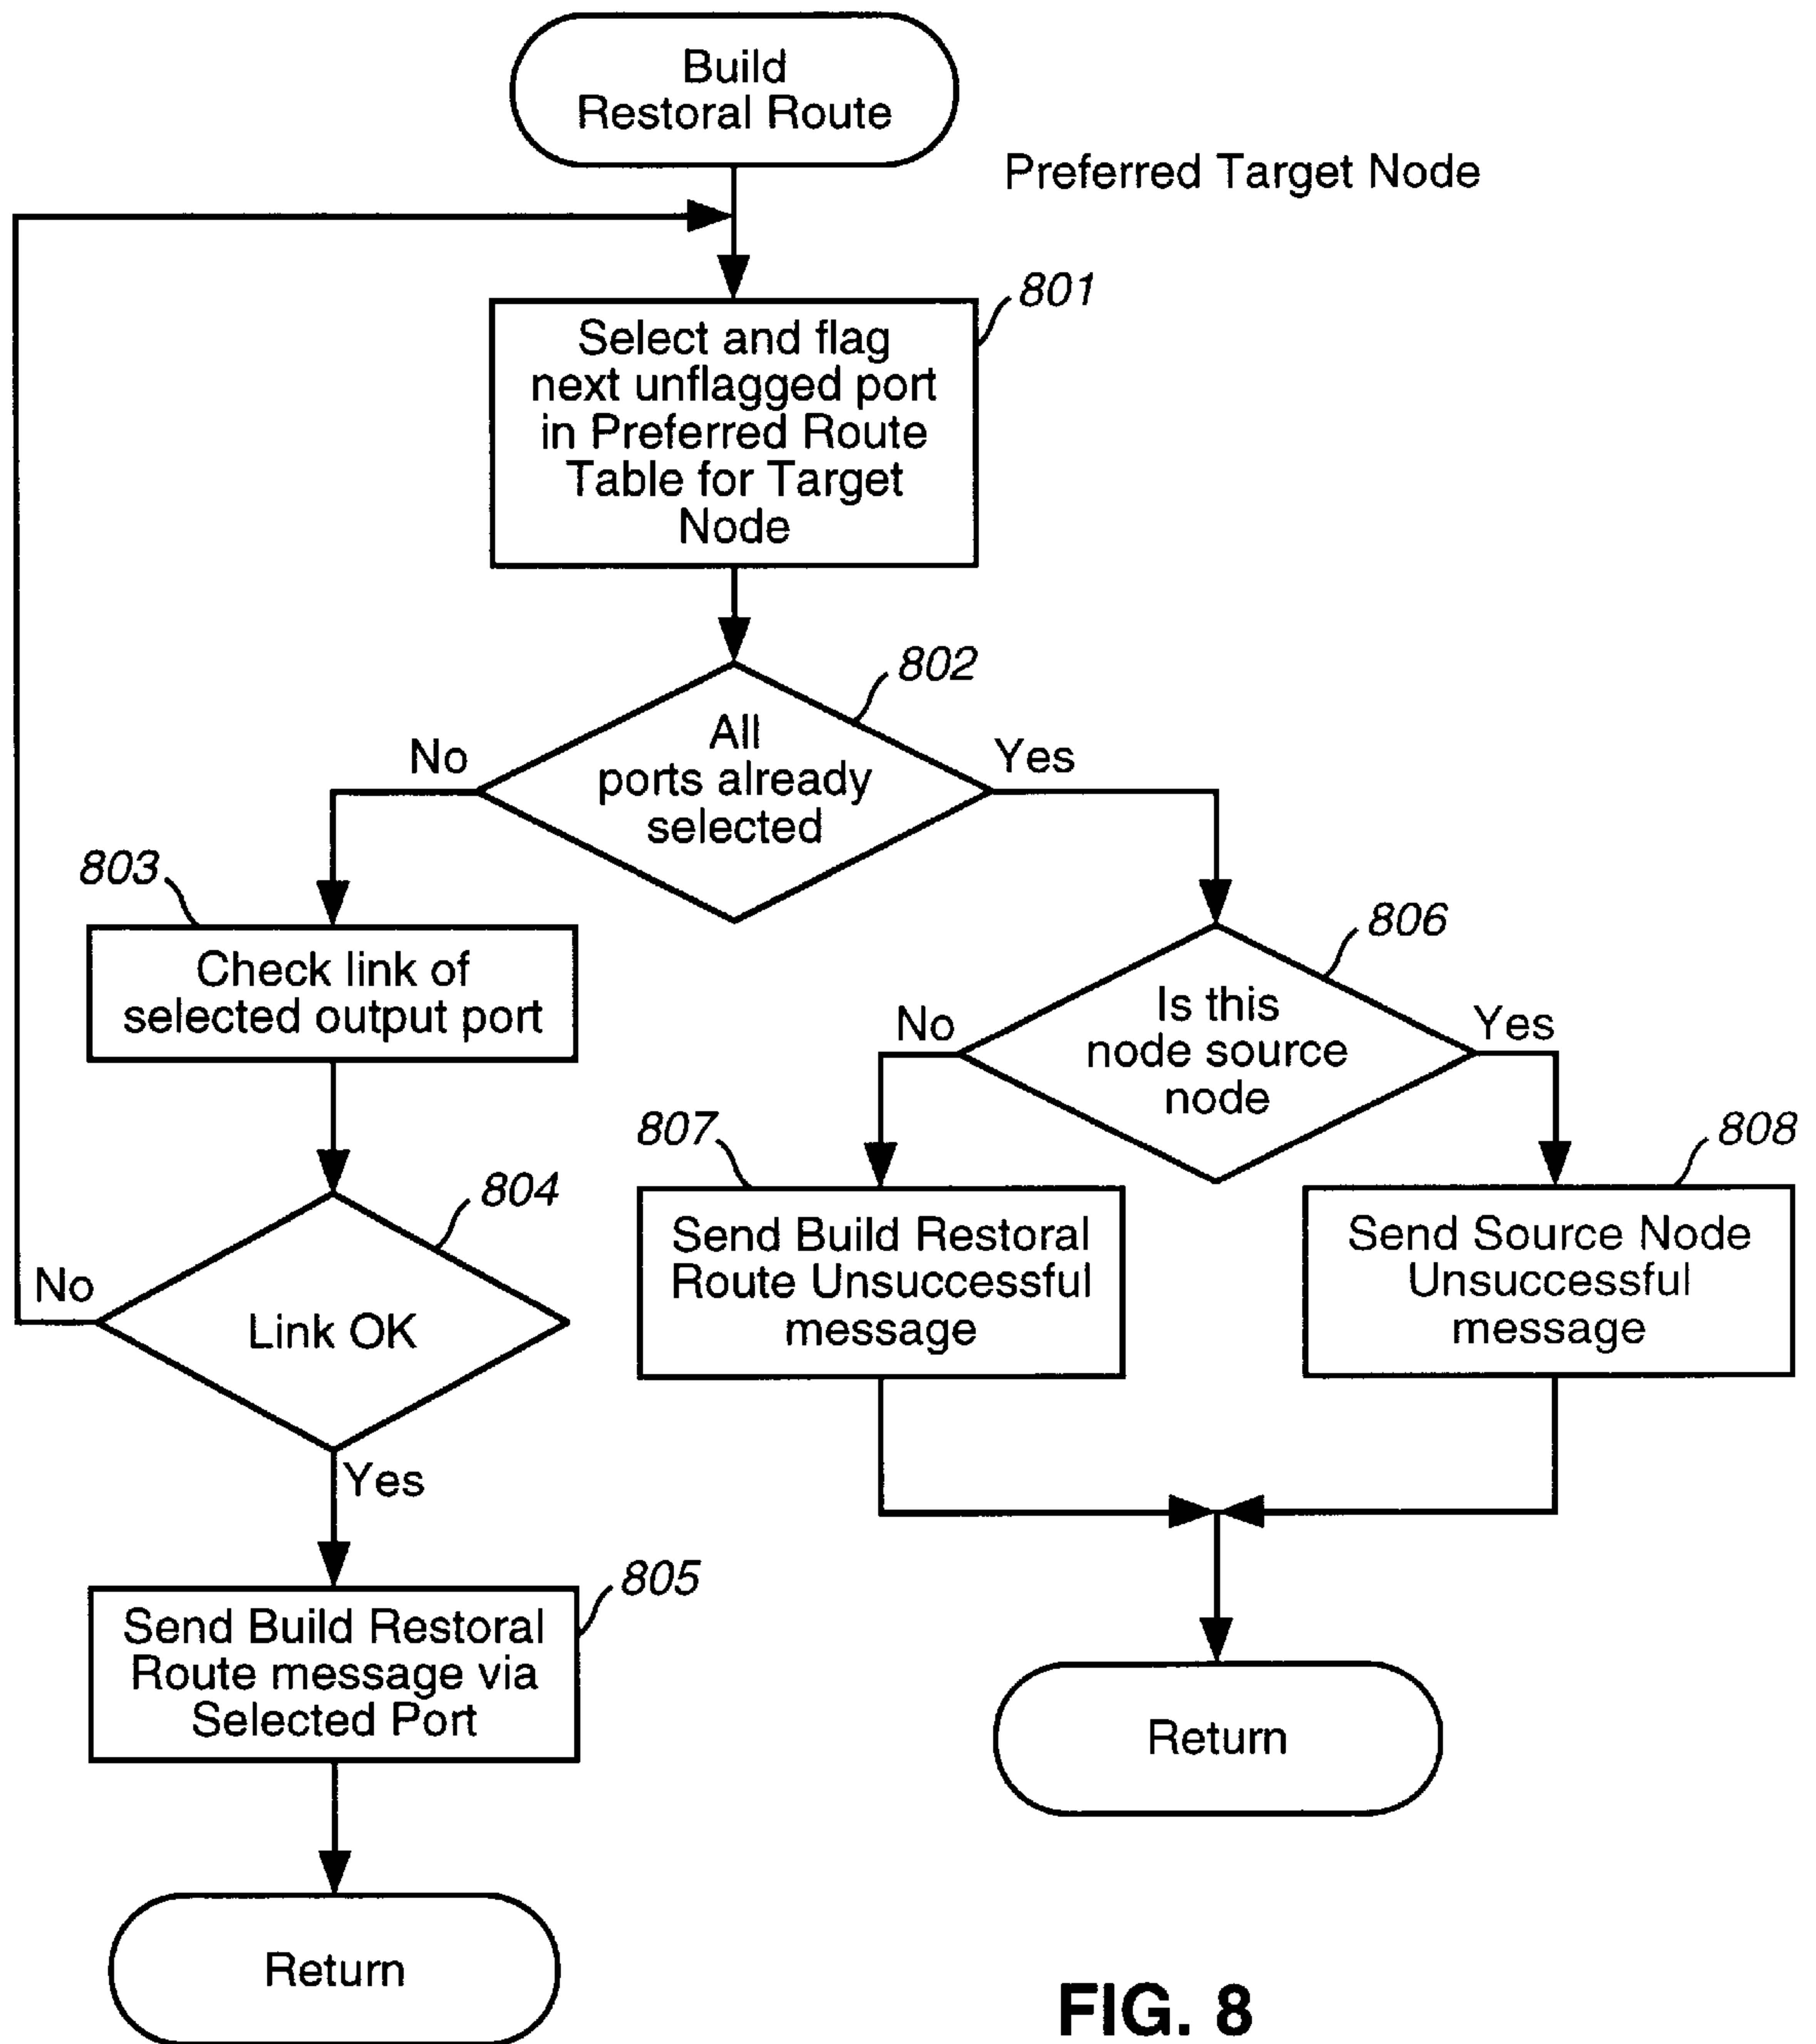 Build
Restoral Route
Preferred Target Node
801
Select and flag
next unflagged port
in Preferred Route
Table for Target
Node
802
All
ports already
selected
No
Yes
803
Check link of
selected output port
806
Is this
node source
node
No
Yes
804
Link OK
No
Yes
807
Send Build Restoral
Route Unsuccessful
message
808
Send Source Node
Unsuccessful
message
805
Send Build Restoral
Route message via
Selected Port
Return
Return
FIG. 8